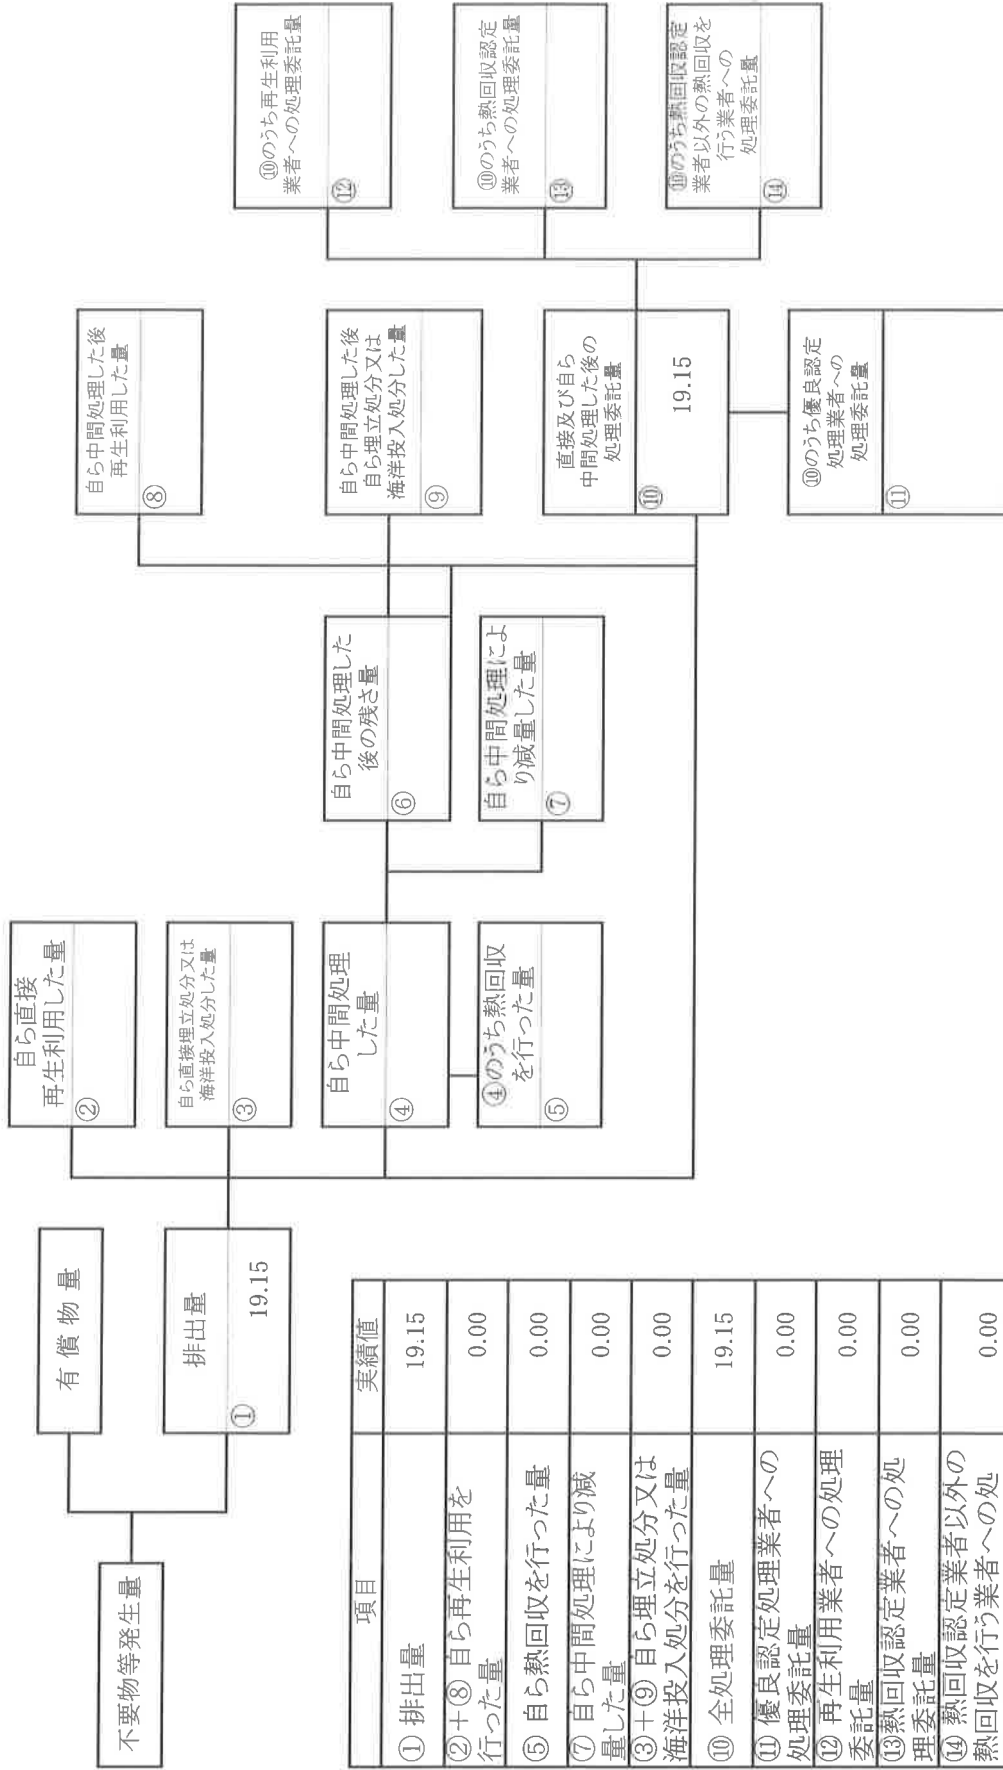 不要物等発生量
有償物量
排出量
①
19.15
自ら直接
再生利用した量
②
自ら直接埋立処分又は
海洋投入処分した量
③
自ら中間処理
した量
④
④のうち熱回収
を行った量
⑤
自ら中間処理した
後の残さ量
⑥
自ら中間処理によ
り減量した量
⑦
自ら中間処理した後
再生利用した量
⑧
自ら中間処理した後
自ら埋立処分又は
海洋投入処分した量
⑨
直接及び自ら
中間処理した後の
処理委託量
⑩
19.15
⑩のうち優良認定
処理業者への
処理委託量
⑪
⑩のうち再生利用
業者への処理委託量
⑫
⑩のうち熱回収認定
業者への処理委託量
⑬
⑩のうち熱回収認定
業者以外の熱回収を
行う業者への
処理委託量
⑭
項目 実績値
① 排出量 19.15
②＋⑧ 自ら再生利用を
行った量 0.00
⑤ 自ら熱回収を行った量 0.00
⑦ 自ら中間処理により減
量した量 0.00
③＋⑨ 自ら埋立処分又は
海洋投入処分を行った量 0.00
⑩ 全処理委託量 19.15
⑪ 優良認定処理業者への
処理委託量 0.00
⑫ 再生利用業者への処理
委託量 0.00
⑬熱回収認定業者への処
理委託量 0.00
⑭ 熱回収認定業者以外の
熱回収を行う業者への処 0.00